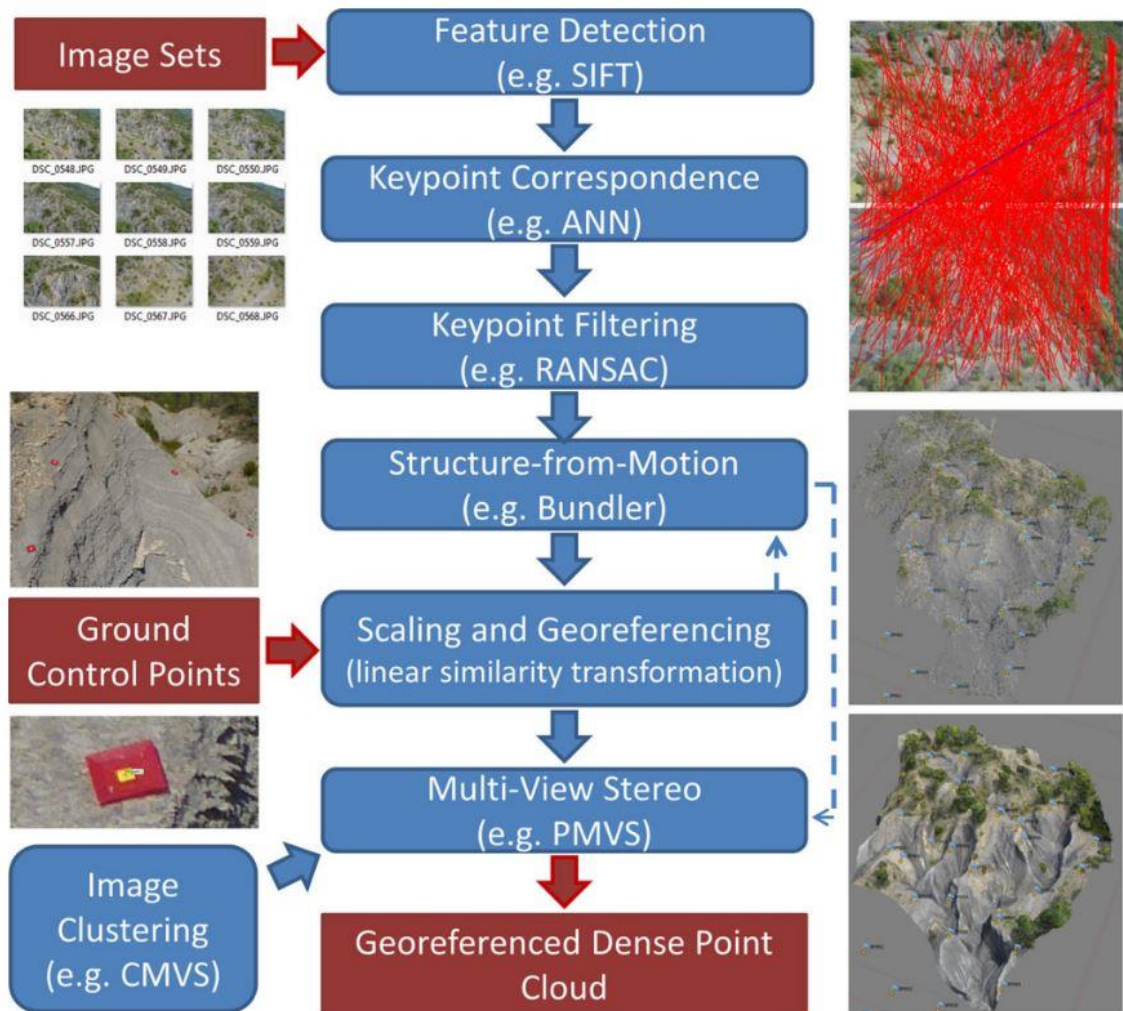 Image Sets
Feature Detection
(e.g. SIFT)
DSC_0548.JPG DSC_0549.JPG DSC_0550.JPG
DSC_0557.JPG DSC_0558.JPG DSC_0559.JPG
DSC_0566.JPG DSC_0567.JPG DSC_0568.JPG
Keypoint Correspondence
(e.g. ANN)
Keypoint Filtering
(e.g. RANSAC)
Structure-from-Motion
(e.g. Bundler)
Ground
Control Points
Scaling and Georeferencing
(linear similarity transformation)
Multi-View Stereo
(e.g. PMVS)
Image
Clustering
(e.g. CMVS)
Georeferenced Dense Point
Cloud